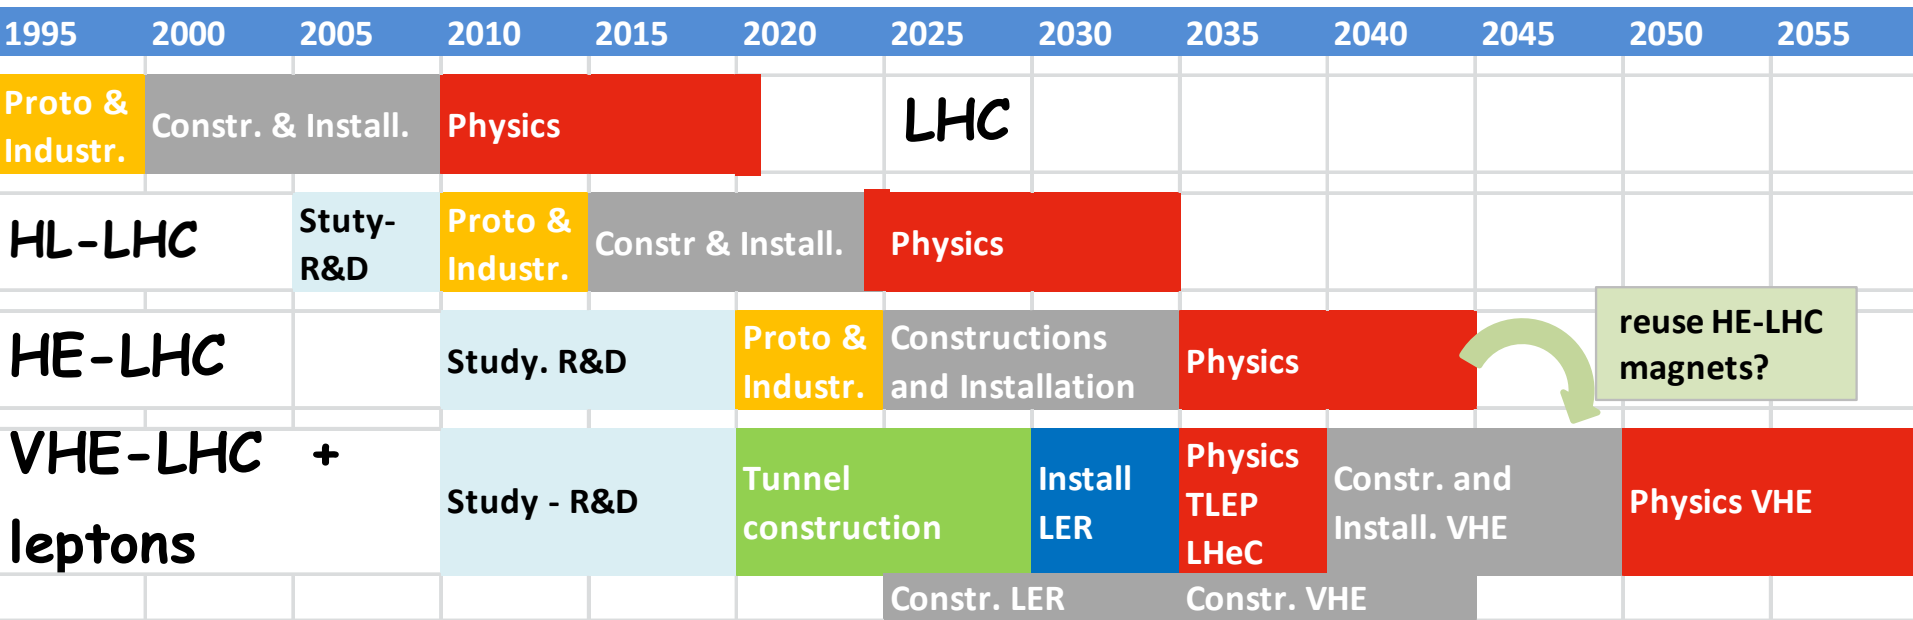 1995 2000 2005 2010 2015 2020 2025 2030 2035 2040 2045 2050 2055
Proto &
Industr.
Constr. & Install.
Physics
LHC
HL-LHC
Stuty-
R&D
Proto &
Industr.
Constr & Install.
Physics
HE-LHC
Study. R&D
Proto &
Industr.
Constructions
and Installation
Physics
reuse HE-LHC
magnets?
VHE-LHC +
leptons
Study - R&D
Tunnel
construction
Install
LER
Physics
TLEP
LHeC
Constr. and
Install. VHE
Physics VHE
Constr. LER
Constr. VHE